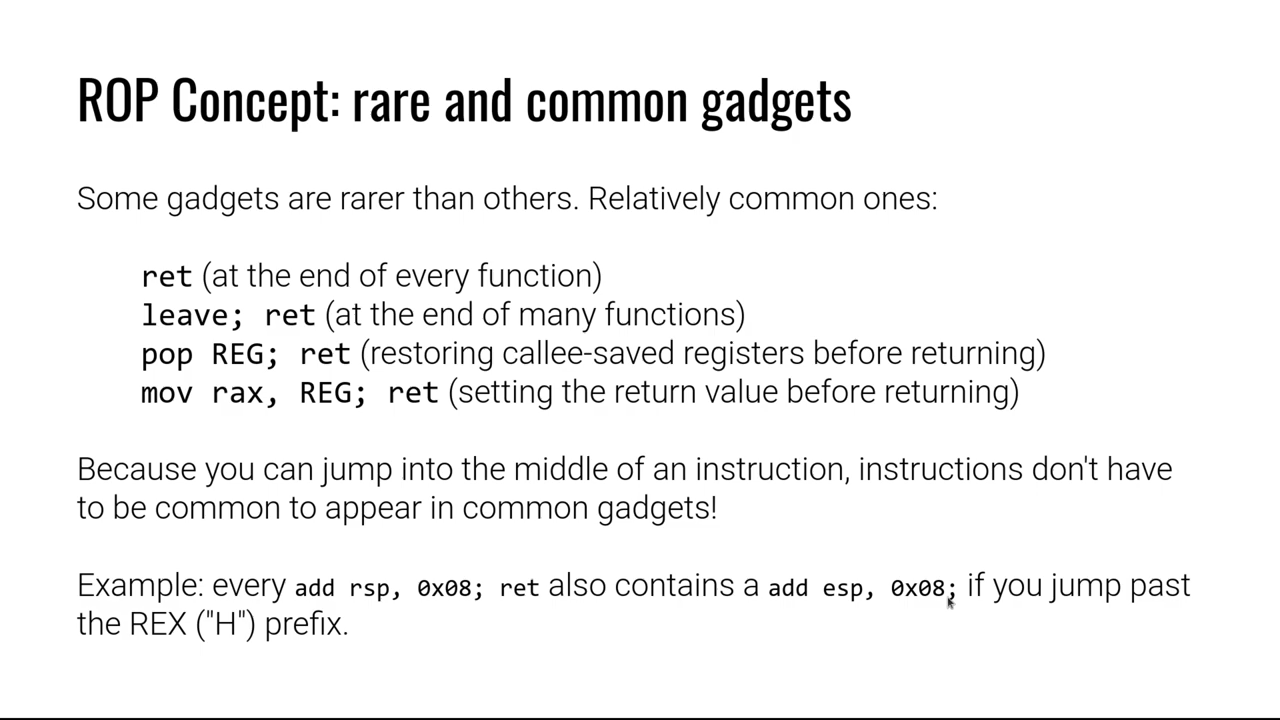 ROP Concept: rare and common gadgets
Some gadgets are rarer than others. Relatively common ones:
ret (at the end of every function)
leave; ret (at the end of many functions)
pop REG; ret (restoring callee-saved registers before returning)
mov rax, REG; ret (setting the return value before returning)
Because you can jump into the middle of an instruction, instructions don't have
to be common to appear in common gadgets!
Example: every add rsp, 0x08; ret also contains a add esp, 0x08; if you jump past
the REX ("H") prefix.